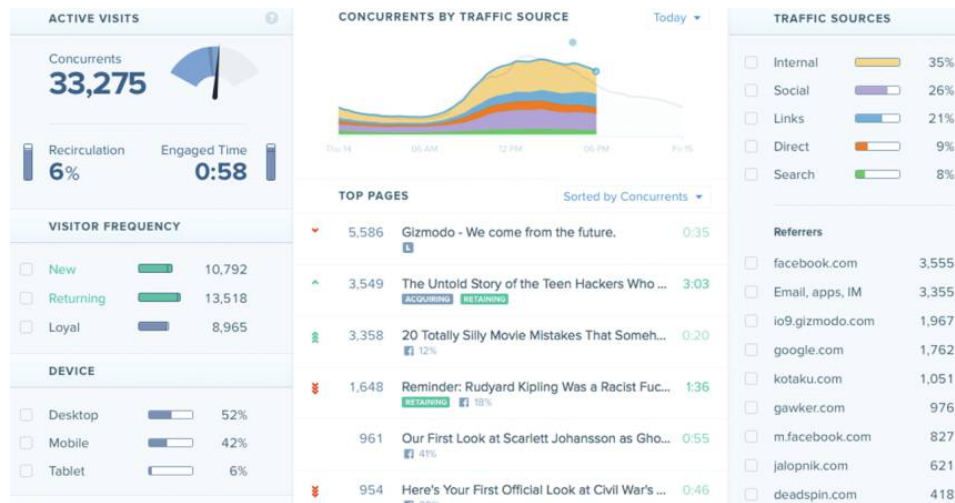 ACTIVE VISITS
?
Concurrents
33,275
Recirculation
6%
Engaged Time
0:58
VISITOR FREQUENCY
New 10,792
Returning 13,518
Loyal 8,965
DEVICE
Desktop 52%
Mobile 42%
Tablet 6%
CONCURRENTS BY TRAFFIC SOURCE
Today
Thu 14 06 AM 12 PM 06 PM Fri 15
TOP PAGES
Sorted by Concurrents
5,586 Gizmodo - We come from the future. 0:35
L
3,549 The Untold Story of the Teen Hackers Who ... 3:03
ACQUIRING RETAINING
3,358 20 Totally Silly Movie Mistakes That Someh... 0:20
12%
1,648 Reminder: Rudyard Kipling Was a Racist Fuc... 1:36
RETAINING 18%
961 Our First Look at Scarlett Johansson as Gho... 0:55
41%
954 Here's Your First Official Look at Civil War's ... 0:46
TRAFFIC SOURCES
Internal 35%
Social 26%
Links 21%
Direct 9%
Search 8%
Referrers
facebook.com 3,555
Email, apps, IM 3,355
io9.gizmodo.com 1,967
google.com 1,762
kotaku.com 1,051
gawker.com 976
m.facebook.com 827
jalopnik.com 621
deadspin.com 418